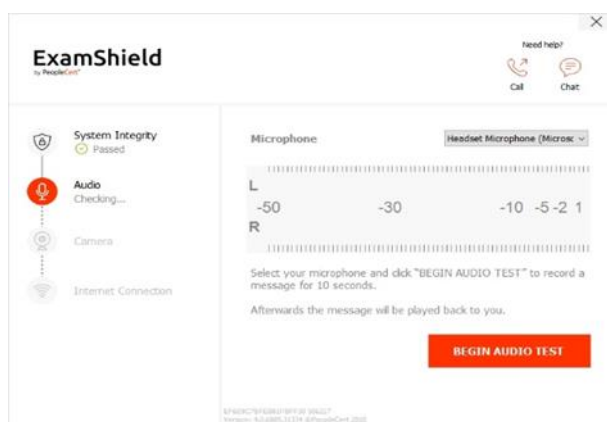 Need help?
ExamShield
by PeopleCert
Call
Chat
System Integrity
Passed
Audio
Checking...
Camera
Internet Connection
Microphone
Headset Microphone (Microsc
L
-50 -30 -10 -5 -2 1
R
Select your microphone and click "BEGIN AUDIO TEST" to record a
message for 10 seconds.
Afterwards the message will be played back to you.
BEGIN AUDIO TEST